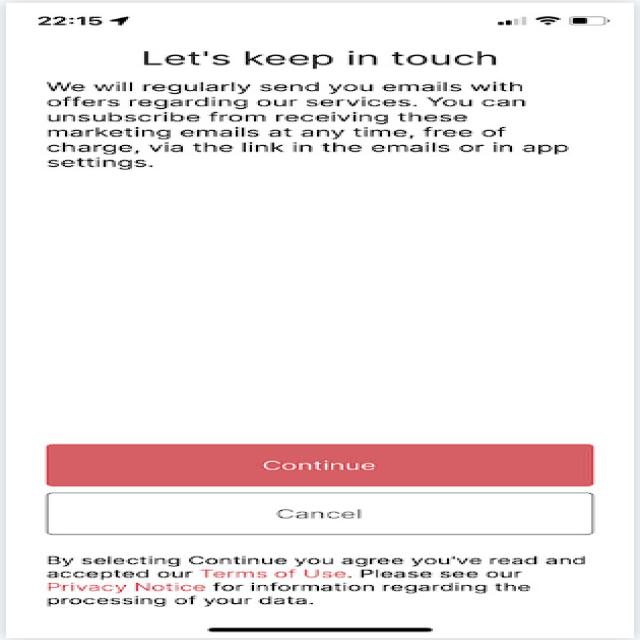 22:15
Let's keep in touch
We will regularly send you emails with
offers regarding our services. You can
unsubscribe from receiving these
marketing emails at any time, free of
charge, via the link in the emails or in app
settings.
Continue
Cancel
By selecting Continue you agree you've read and
accepted our Terms of Use. Please see our
Privacy Notice for information regarding the
processing of your data.